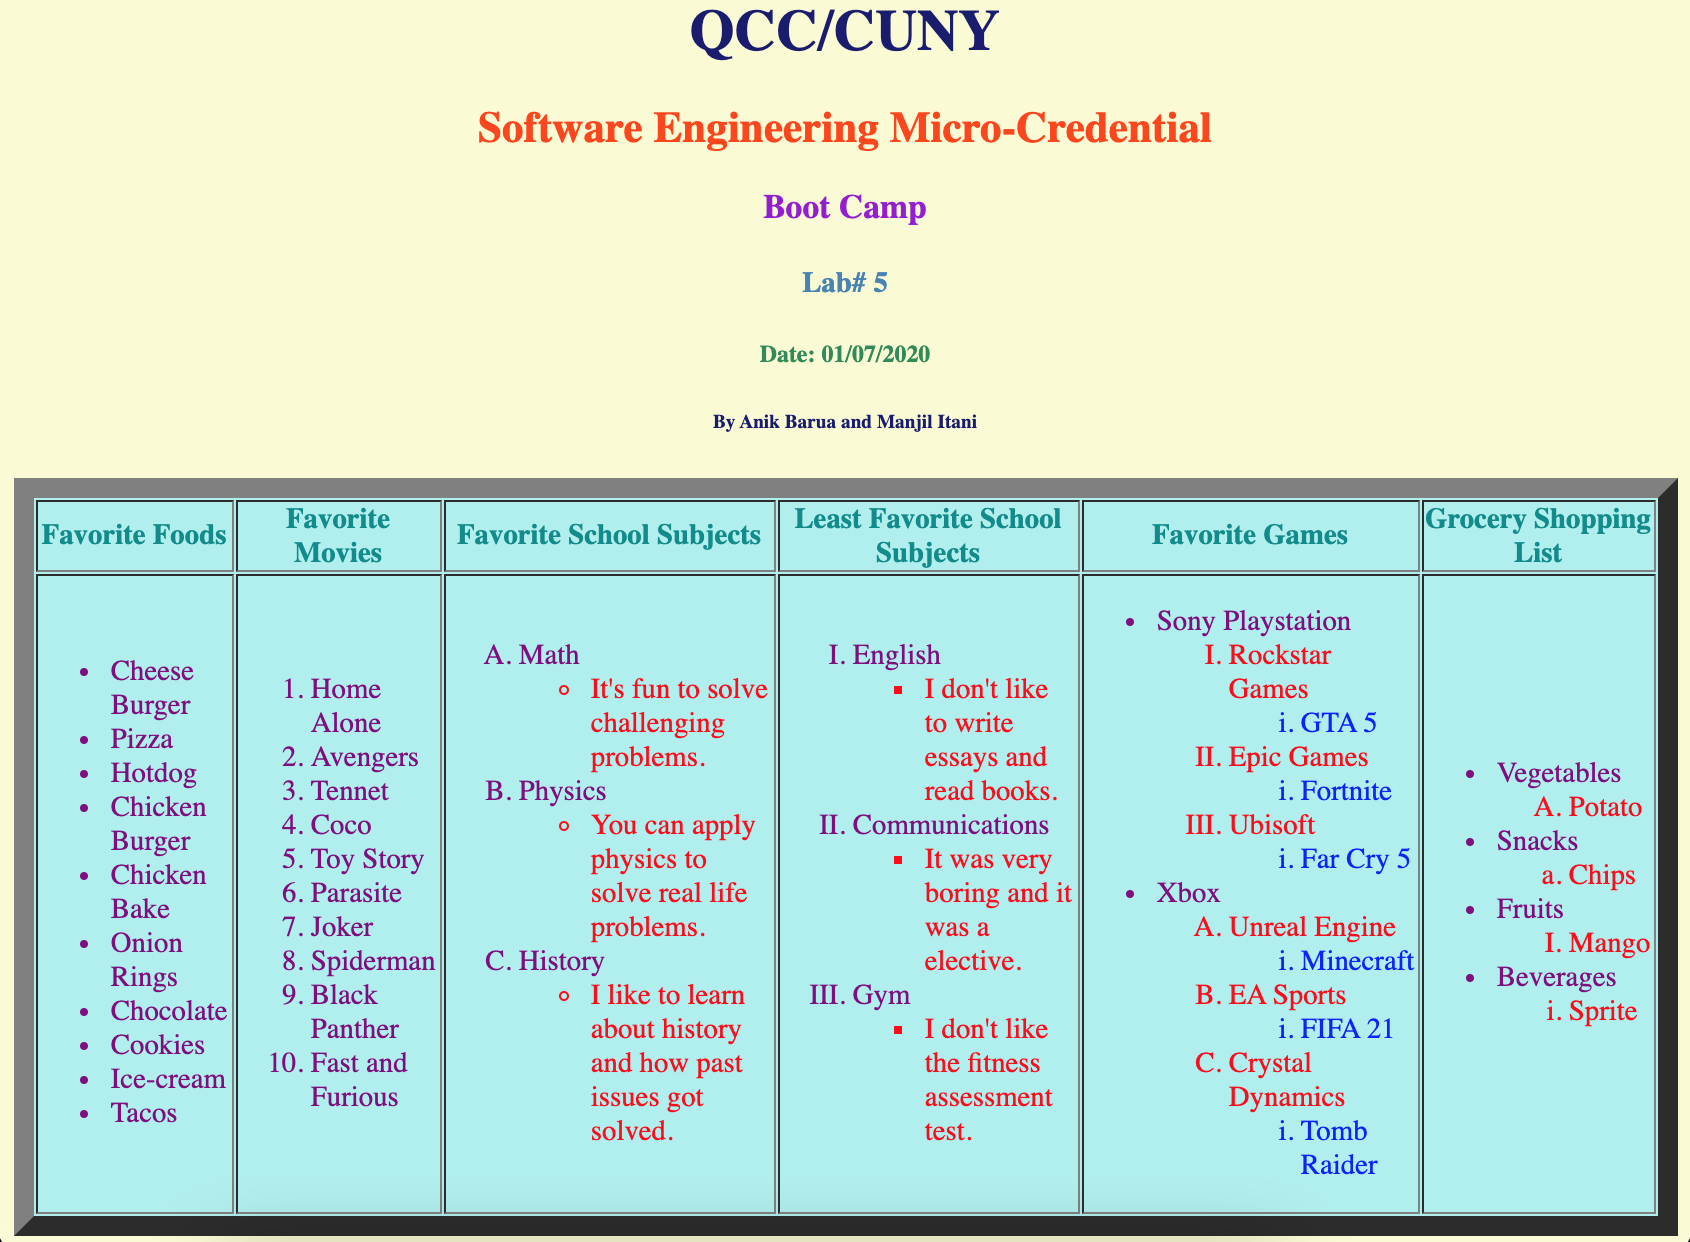 QCC/CUNY
Software Engineering Micro-Credential
Boot Camp
Lab# 5
Date: 01/07/2020
By Anik Barua and Manjil Itani
Favorite Foods
• Cheese
Burger
• Pizza
• Hotdog
• Chicken
Burger
• Chicken
Bake
• Onion
Rings
• Chocolate
• Cookies
• Ice-cream
• Tacos
Favorite
Movies
1. Home
Alone
2. Avengers
3. Tennet
4. Coco
5. Toy Story
6. Parasite
7. Joker
8. Spiderman
9. Black
Panther
10. Fast and
Furious
Favorite School Subjects
A. Math
◦ It's fun to solve
challenging
problems.
B. Physics
◦ You can apply
physics to
solve real life
problems.
C. History
◦ I like to learn
about history
and how past
issues got
solved.
Least Favorite School
Subjects
I. English
▪ I don't like
to write
essays and
read books.
II. Communications
▪ It was very
boring and it
was a
elective.
III. Gym
▪ I don't like
the fitness
assessment
test.
Favorite Games
• Sony Playstation
I. Rockstar
Games
i. GTA 5
II. Epic Games
i. Fortnite
III. Ubisoft
i. Far Cry 5
• Xbox
A. Unreal Engine
i. Minecraft
B. EA Sports
i. FIFA 21
C. Crystal
Dynamics
i. Tomb
Raider
Grocery Shopping
List
• Vegetables
A. Potato
• Snacks
a. Chips
• Fruits
I. Mango
• Beverages
i. Sprite